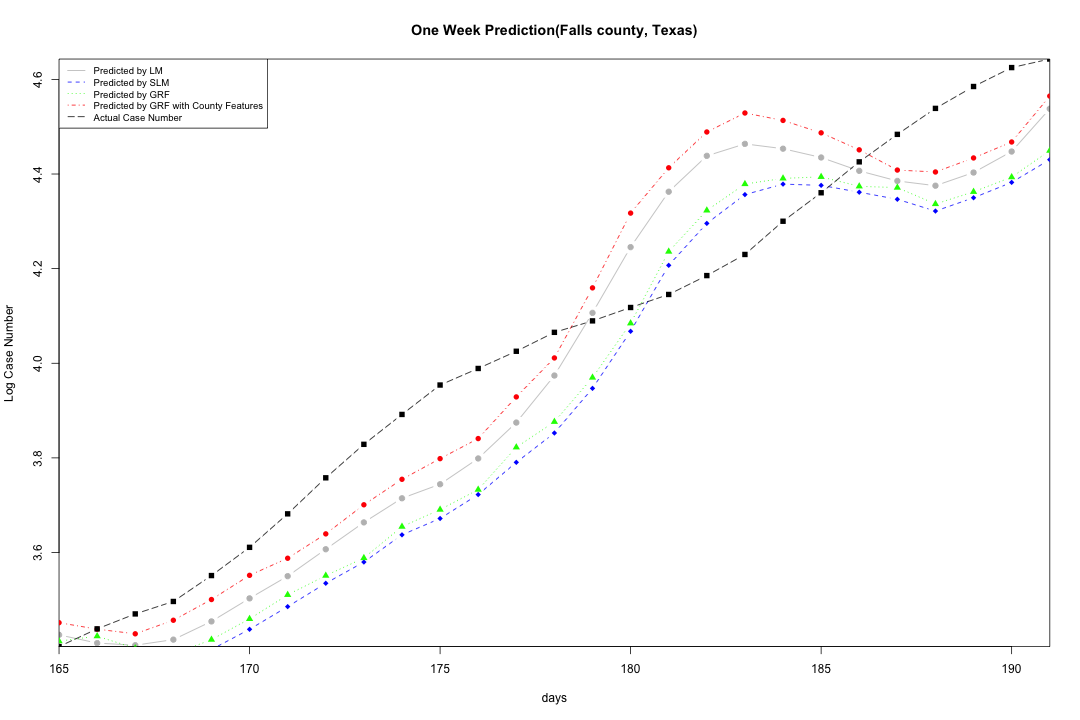 One Week Prediction(Falls county, Texas)
Predicted by LM
Predicted by SLM
Predicted by GRF
Predicted by GRF with County Features
Actual Case Number
Log Case Number
4.6
4.4
4.2
4.0
3.8
3.6
165 170 175 180 185 190
days